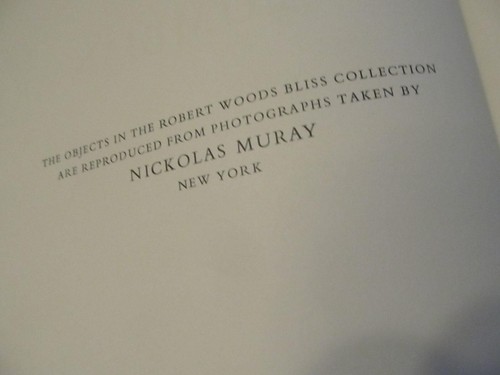 THE OBJECTS IN THE ROBERT WOODS BLISS COLLECTION
ARE REPRODUCED FROM PHOTOGRAPHS TAKEN BY
NICKOLAS MURAY
NEW YORK